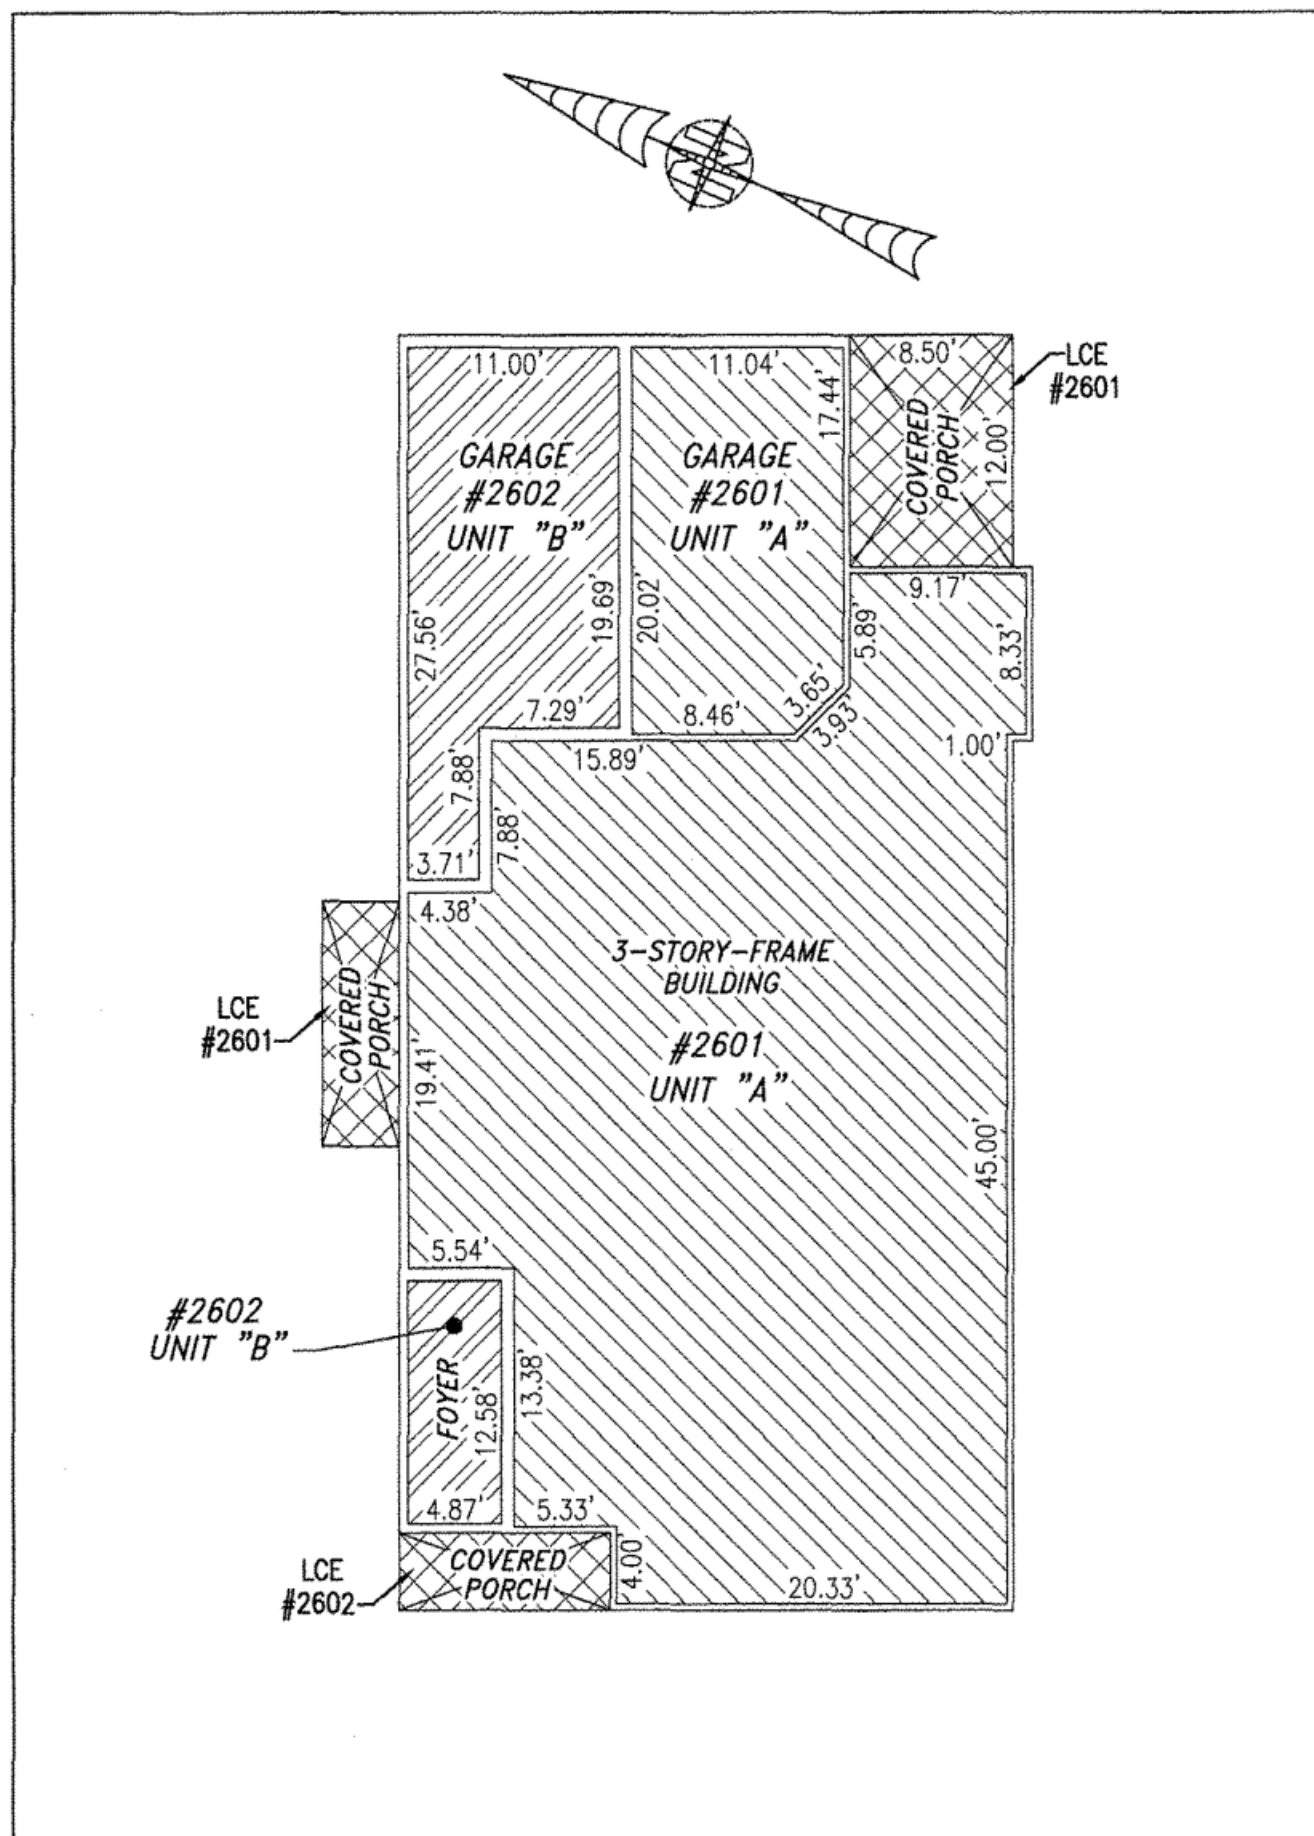 N
11.00'
11.04'
8.50'
LCE
#2601
17.44'
GARAGE
#2602
UNIT "B"
GARAGE
#2601
UNIT "A"
COVERED
PORCH
12.00'
9.17'
27.56'
19.69'
20.02'
5.89'
8.33'
7.29'
8.46'
3.65'
3.93'
1.00'
15.89'
7.88'
7.88'
3.71'
4.38'
3-STORY-FRAME
BUILDING
LCE
#2601
COVERED
PORCH
19.41'
#2601
UNIT "A"
45.00'
5.54'
#2602
UNIT "B"
FOYER
12.58'
13.38'
4.87'
5.33'
LCE
#2602
COVERED
PORCH
4.00
20.33'